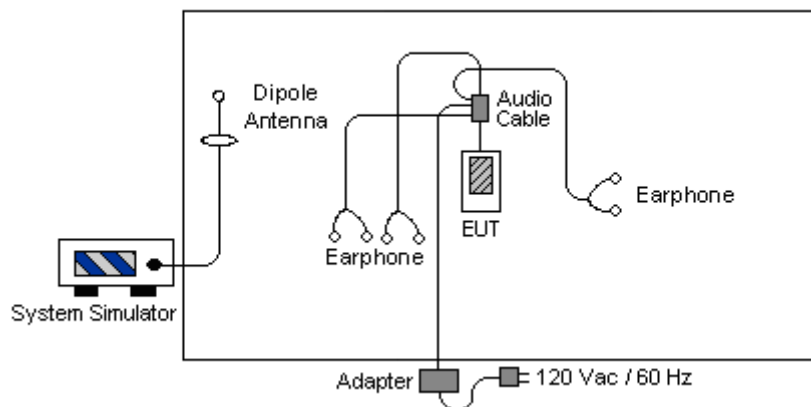 Dipole
Antenna
Audio
Cable
EUT
Earphone
Earphone
System Simulator
Adapter
120 Vac / 60 Hz